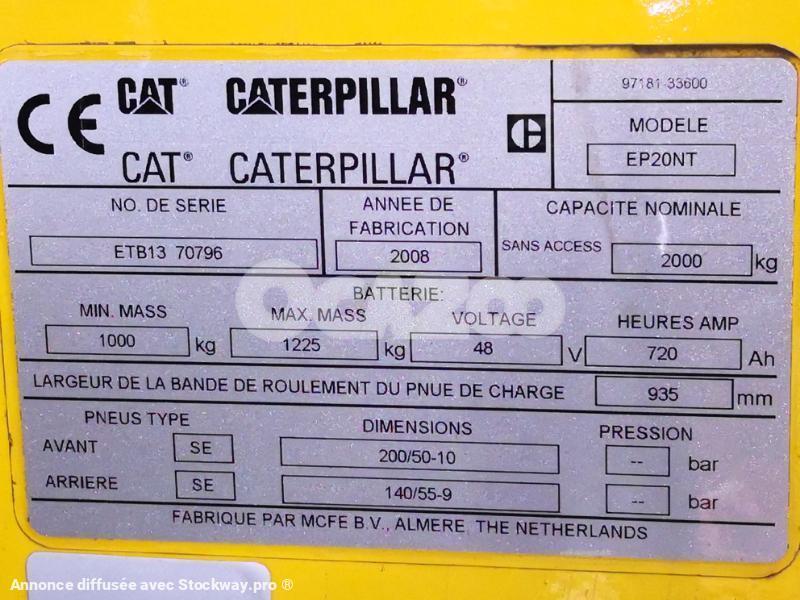 CE CAT® CATERPILLAR®
CAT® CATERPILLAR®
97181-33600
MODELE
EP20NT
NO. DE SERIE
ETB13 70796
ANNEE DE
FABRICATION
2008
CAPACITE NOMINALE
SANS ACCESS 2000 kg
BATTERIE:
MIN. MASS
1000 kg
MAX. MASS
1225 kg
VOLTAGE
48 V
HEURES AMP
720 Ah
LARGEUR DE LA BANDE DE ROULEMENT DU PNUE DE CHARGE 935 mm
PNEUS TYPE DIMENSIONS PRESSION
AVANT SE 200/50-10 -- bar
ARRIERE SE 140/55-9 -- bar
FABRIQUE PAR MCFE B.V., ALMERE, THE NETHERLANDS
Ocazoo
Annonce diffusée avec Stockway.pro ®